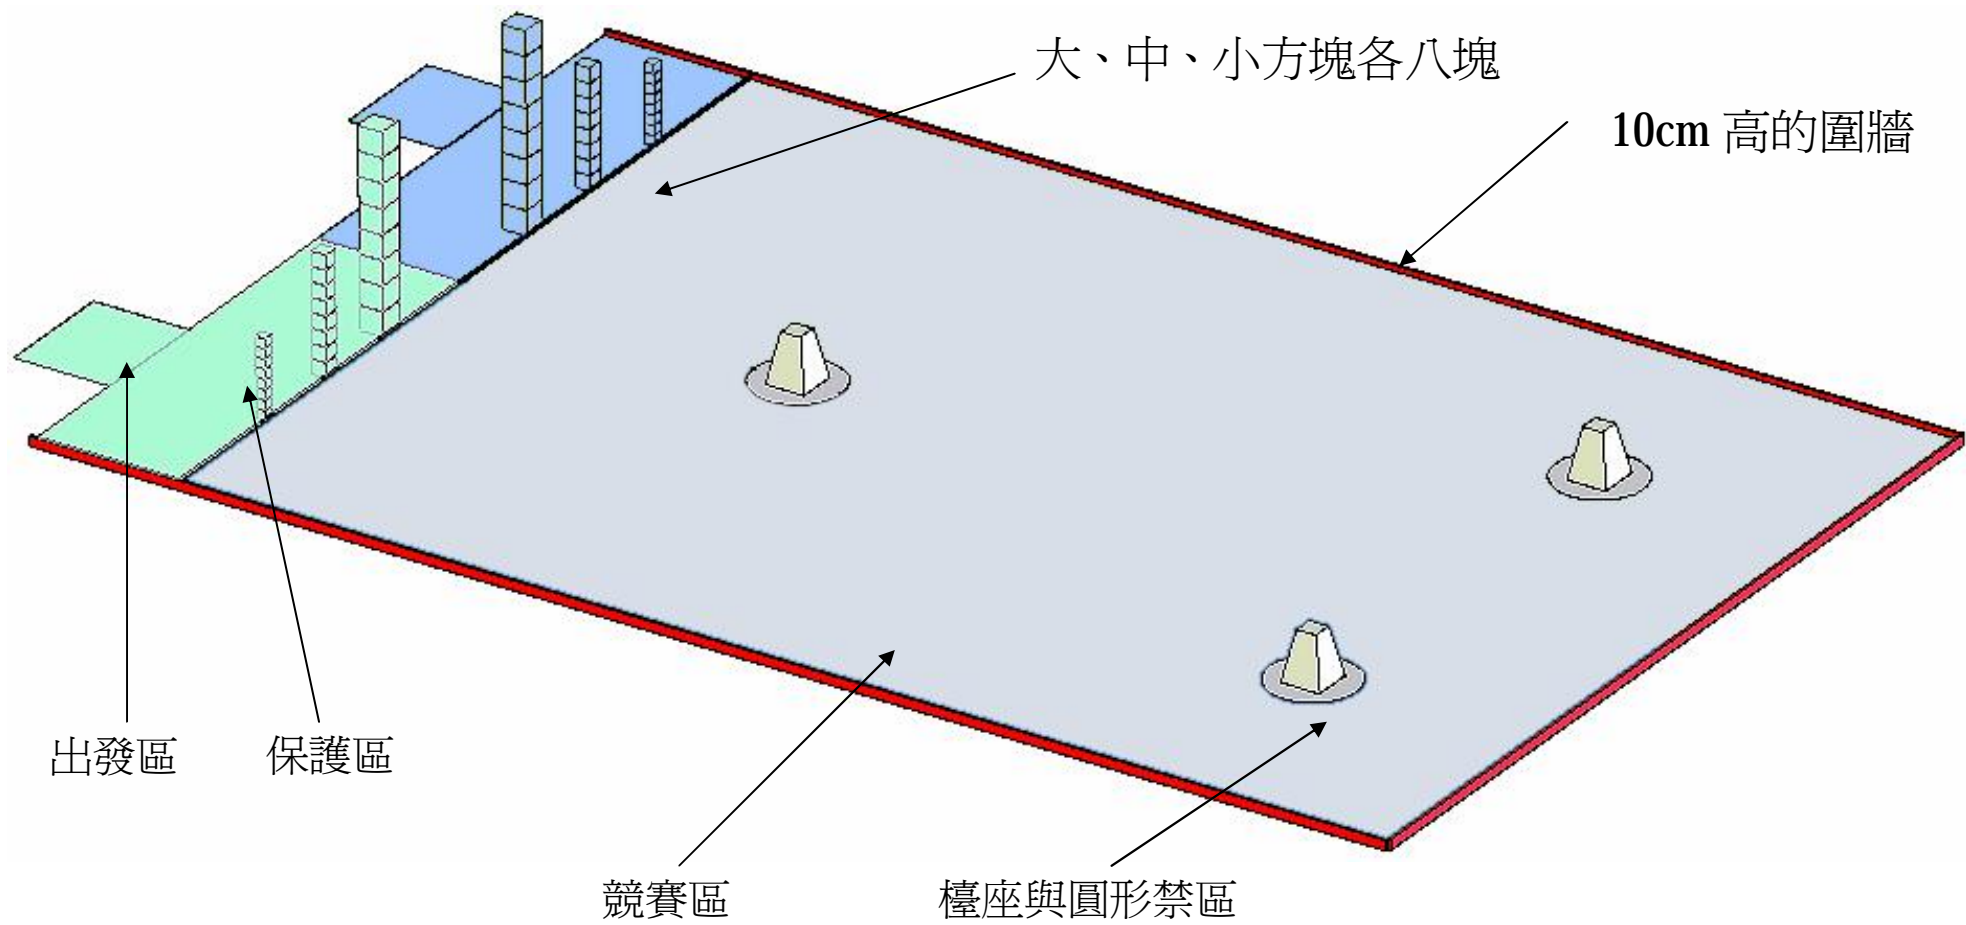 大、中、小方塊各八塊
10cm 高的圍牆
出發區
保護區
競賽區
檯座與圓形禁區